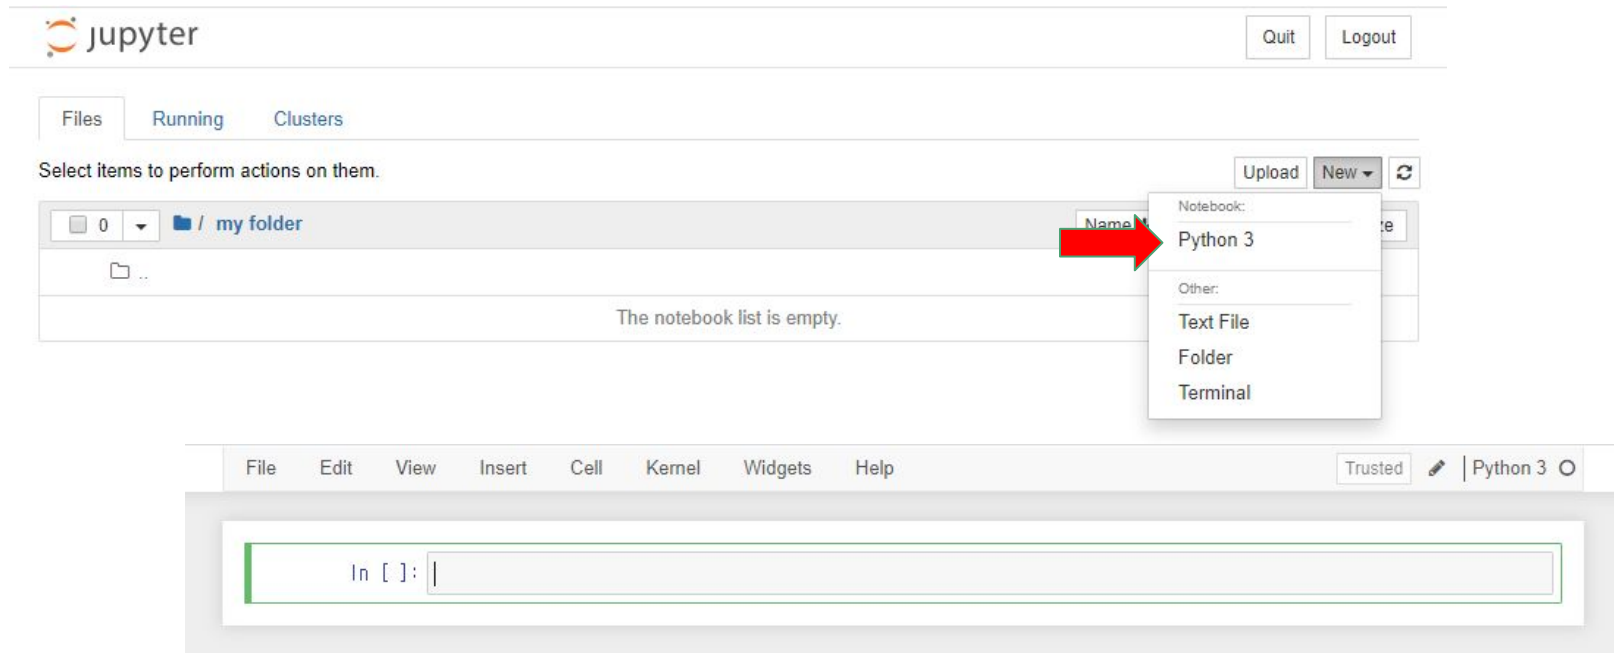 jupyter
Quit Logout
Files Running Clusters
Select items to perform actions on them.
Upload New
0 / my folder Name
Notebook:
Python 3
..
Other:
The notebook list is empty.
Text File
Folder
Terminal
File Edit View Insert Cell Kernel Widgets Help Trusted Python 3
In [ ]: